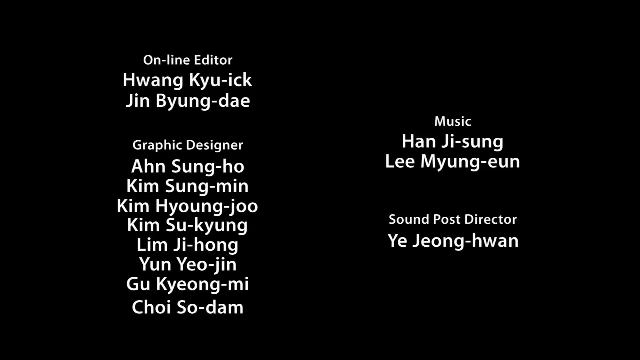 On-line Editor
Hwang Kyu-ick
Jin Byung-dae
Graphic Designer
Ahn Sung-ho
Kim Sung-min
Kim Hyoung-joo
Kim Su-kyung
Lim Ji-hong
Yun Yeo-jin
Gu Kyeong-mi
Choi So-dam
Music
Han Ji-sung
Lee Myung-eun
Sound Post Director
Ye Jeong-hwan